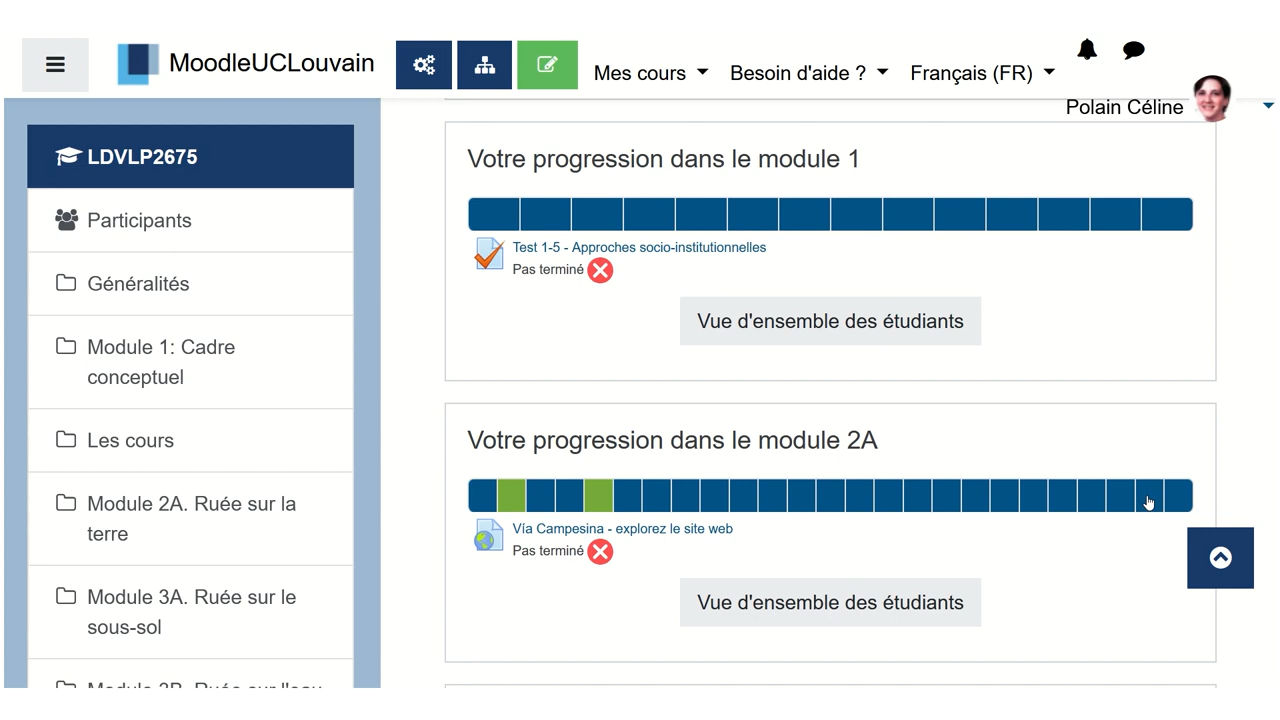 MoodleUCLouvain
Mes cours
Besoin d'aide ?
Français (FR)
Polain Céline
LDVLP2675
Participants
Généralités
Module 1: Cadre
conceptuel
Les cours
Module 2A. Ruée sur la
terre
Module 3A. Ruée sur le
sous-sol
Votre progression dans le module 1
Test 1-5 - Approches socio-institutionnelles
Pas terminé
Vue d'ensemble des étudiants
Votre progression dans le module 2A
Vía Campesina - explorez le site web
Pas terminé
Vue d'ensemble des étudiants